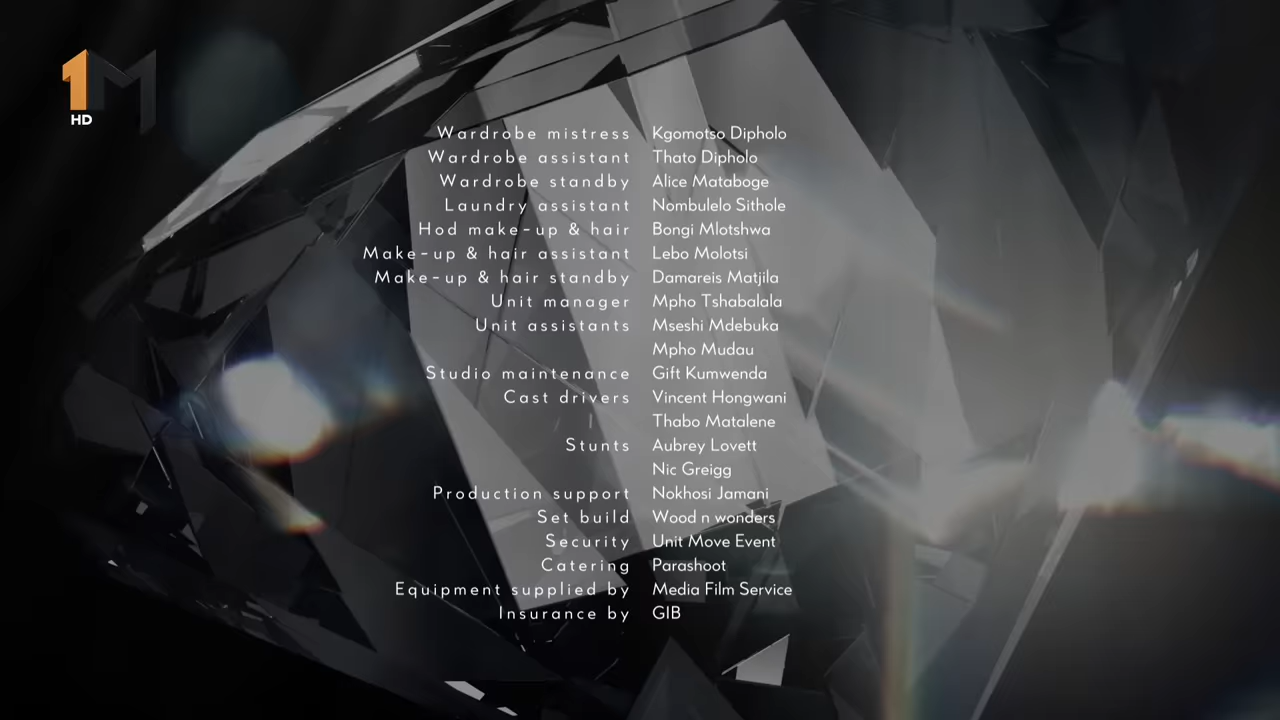 1M
HD
Wardrobe mistress Kgomotso Dipholo
Wardrobe assistant Thato Dipholo
Wardrobe standby Alice Mataboge
Laundry assistant Nombulelo Sithole
Hod make-up & hair Bongi Mlotshwa
Make-up & hair assistant Lebo Molotsi
Make-up & hair standby Damareis Matjila
Unit manager Mpho Tshabalala
Unit assistants Mseshi Mdebuka
Mpho Mudau
Studio maintenance Gift Kumwenda
Cast drivers Vincent Hongwani
Thabo Matalene
Stunts Aubrey Lovett
Nic Greigg
Production support Nokhosi Jamani
Set build Wood n wonders
Security Unit Move Event
Catering Parashoot
Equipment supplied by Media Film Service
Insurance by GIB